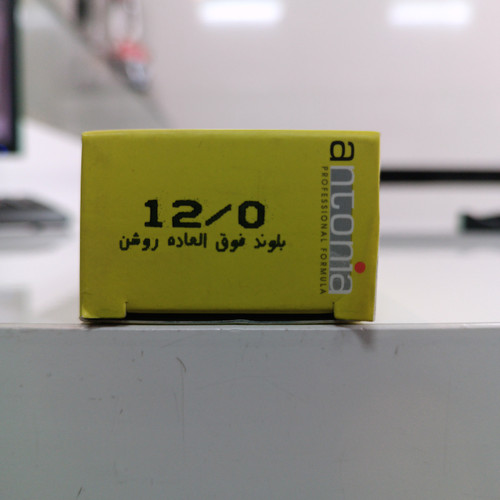 12/0
بلوند فوق العاده روشن
antonia
PROFESSIONAL FORMULA